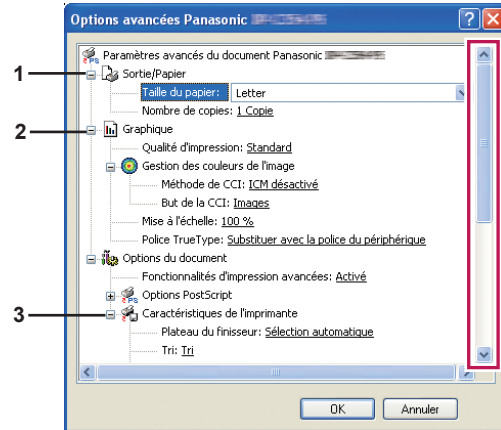 Options avancées Panasonic
Paramètres avancés du document Panasonic
1
Sortie/Papier
Taille du papier: Letter
Nombre de copies: 1 Copie
2
Graphique
Qualité d'impression: Standard
Gestion des couleurs de l'image
Méthode de CCI: ICM désactivé
But de la CCI: Images
Mise à l'échelle: 100 %
Police TrueType: Substituer avec la police du périphérique
Options du document
Fonctionnalités d'impression avancées: Activé
PS
Options PostScript
3
Caractéristiques de l'imprimante
Plateau du finisseur: Sélection automatique
Tri: Tri
OK
Annuler